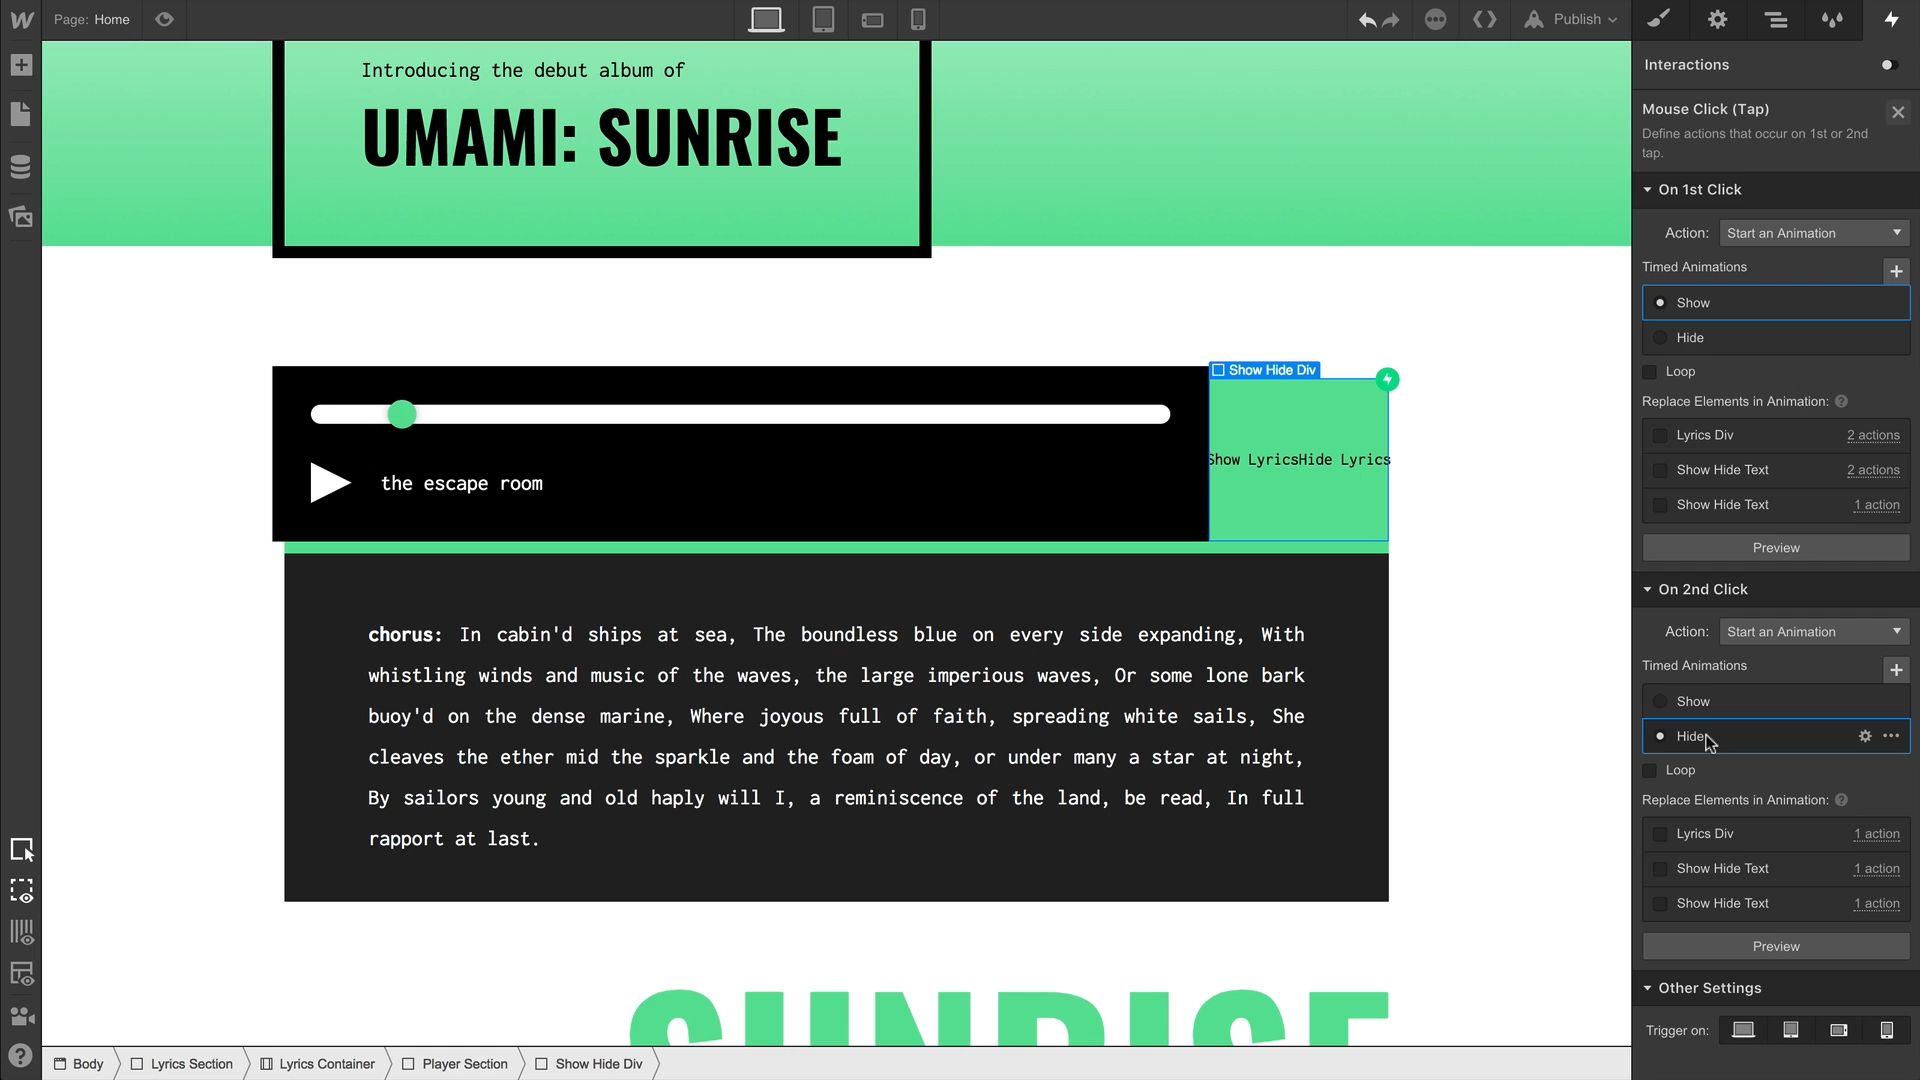 Page: Home
Publish
Introducing the debut album of
UMAMI: SUNRISE
Show Hide Div
Show LyricsHide Lyrics
the escape room
chorus: In cabin'd ships at sea, The boundless blue on every side expanding, With
whistling winds and music of the waves, the large imperious waves, Or some lone bark
buoy'd on the dense marine, Where joyous full of faith, spreading white sails, She
cleaves the ether mid the sparkle and the foam of day, or under many a star at night,
By sailors young and old haply will I, a reminiscence of the land, be read, In full
rapport at last.
SUNRISE
Body
Lyrics Section
Lyrics Container
Player Section
Show Hide Div
Interactions
Mouse Click (Tap)
Define actions that occur on 1st or 2nd
tap.
On 1st Click
Action: Start an Animation
Timed Animations
Show
Hide
Loop
Replace Elements in Animation:
Lyrics Div 2 actions
Show Hide Text 2 actions
Show Hide Text 1 action
Preview
On 2nd Click
Action: Start an Animation
Timed Animations
Show
Hide
Loop
Replace Elements in Animation:
Lyrics Div 1 action
Show Hide Text 1 action
Show Hide Text 1 action
Preview
Other Settings
Trigger on: